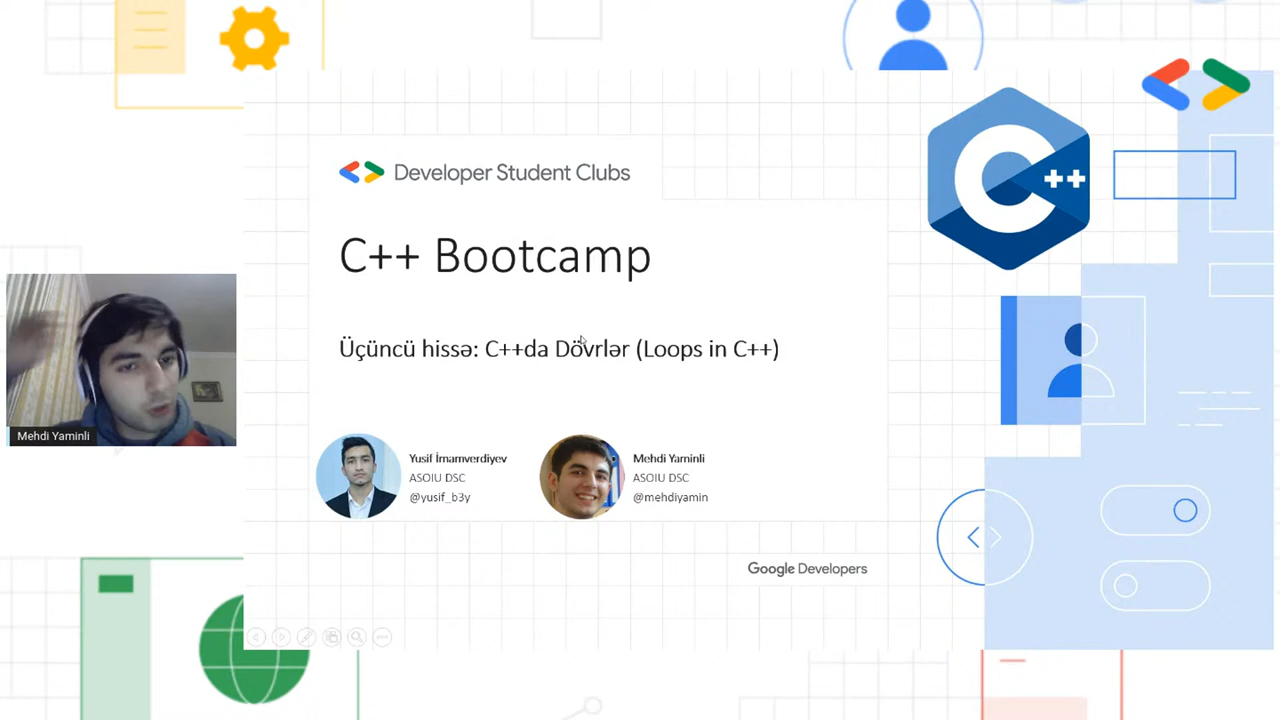 Developer Student Clubs
C++
C++ Bootcamp
Üçüncü hissə: C++da Dövrlər (Loops in C++)
Mehdi Yaminli
Yusif İmamverdiyev
ASOIU DSC
@yusif_b3y
Mehdi Yaminli
ASOIU DSC
@mehdiyamin
Google Developers